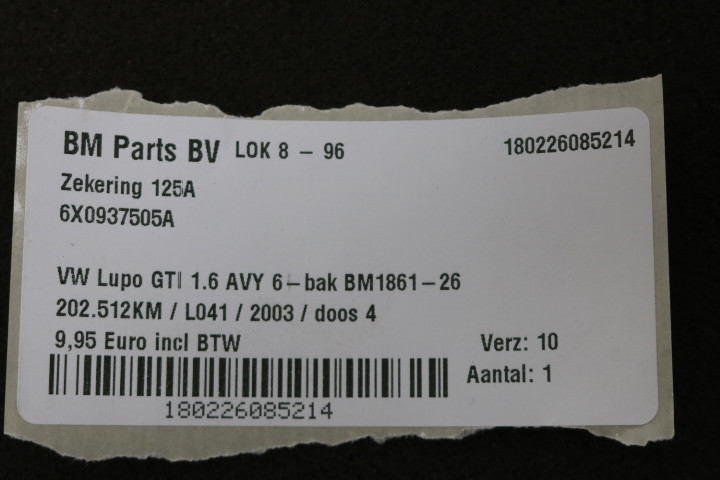 BM Parts BV LOK 8 - 96 180226085214
Zekering 125A
6X0937505A
VW Lupo GTI 1.6 AVY 6-bak BM1861-26
202.512KM / L041 / 2003 / doos 4
9,95 Euro incl BTW Verz: 10
Aantal: 1
180226085214